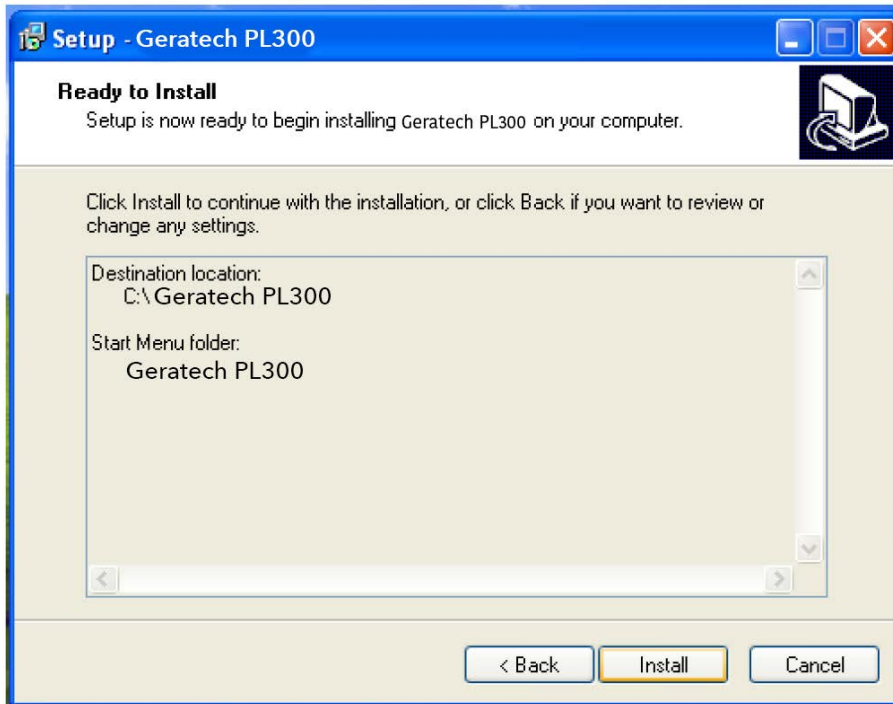 Setup - Geratech PL300
Ready to Install
Setup is now ready to begin installing Geratech PL300 on your computer.
Click Install to continue with the installation, or click Back if you want to review or
change any settings.
Destination location:
C:\Geratech PL300
Start Menu folder:
Geratech PL300
< Back
Install
Cancel